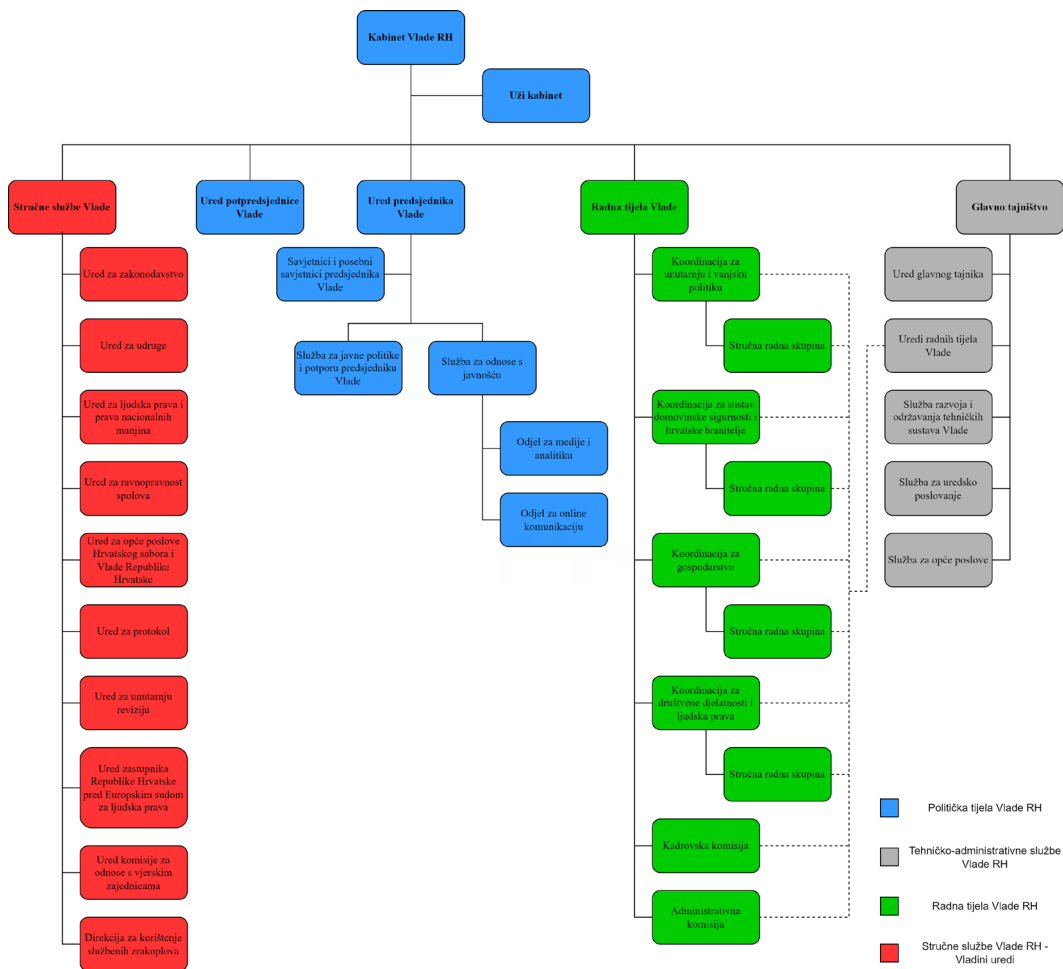 Kabinet Vlade RH
Uži kabinet
Stručne službe Vlade
Ured potpredsjednice
Vlade
Ured predsjednika
Vlade
Radna tijela Vlade
Glavno tajništvo
Ured za zakonodavstvo
Ured za udruge
Ured za ljudska prava i
prava nacionalnih
manjina
Ured za ravnopravnost
spolova
Ured za opće poslove
Hrvatskog sabora i
Vlade Republike
Hrvatske
Ured za protokol
Ured za unutarnju
reviziju
Ured zastupnika
Republike Hrvatske
pred Europskim sudom
za ljudska prava
Ured komisije za
odnose s vjerskim
zajednicama
Direkcija za korištenje
službenih zrakoplova
Savjetnici i posebni
savjetnici predsjednika
Vlade
Služba za javne politike
i potporu predsjedniku
Vlade
Služba za odnose s
javnošću
Odjel za medije i
analitiku
Odjel za online
komunikaciju
Koordinacija za
unutarnju i vanjsku
politiku
Stručna radna skupina
Koordinacija za sustav
domovinske sigurnosti i
hrvatske branitelje
Stručna radna skupina
Koordinacija za
gospodarstvo
Stručna radna skupina
Koordinacija za
društvene djelatnosti i
ljudska prava
Stručna radna skupina
Kadrovska komisija
Administrativna
komisija
Ured glavnog tajnika
Uredi radnih tijela
Vlade
Služba razvoja i
održavanja tehničkih
sustava Vlade
Služba za uredsko
poslovanje
Služba za opće poslove
Politička tijela Vlade RH
Tehničko-administrativne službe
Vlade RH
Radna tijela Vlade RH
Stručne službe Vlade RH -
Vladini uredi